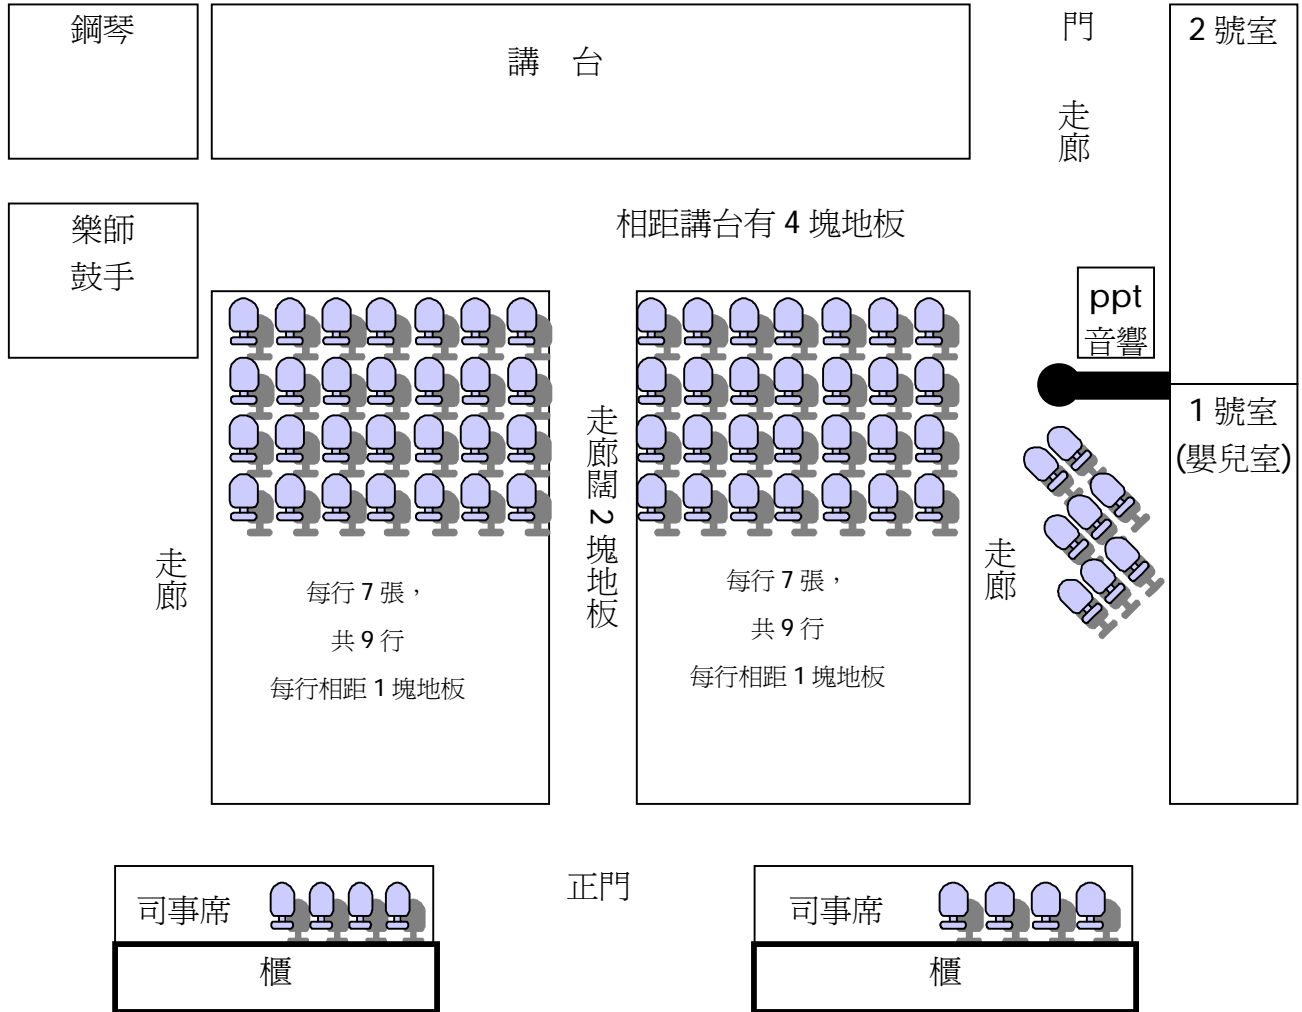 鋼琴
講 台
門
2 號室
走廊
樂師
鼓手
相距講台有 4 塊地板
ppt
音響
1 號室
(嬰兒室)
走廊闊 2 塊地板
走廊
每行 7 張，
共 9 行
每行相距 1 塊地板
每行 7 張，
共 9 行
每行相距 1 塊地板
走廊
司事席
正門
司事席
櫃
櫃